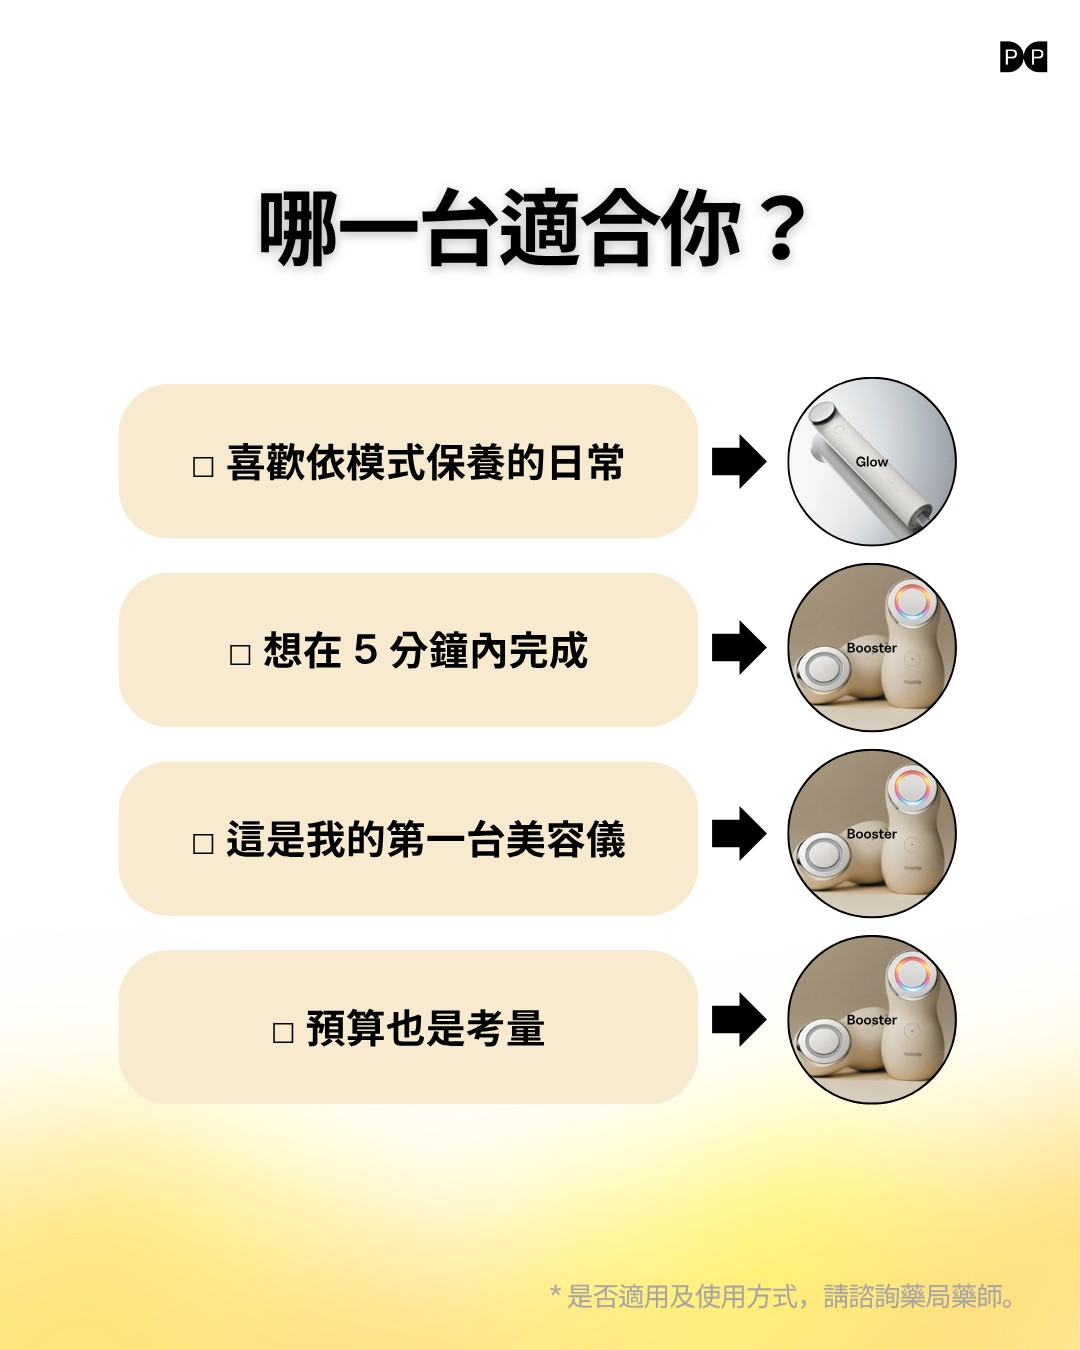 PP
哪一台適合你？
□ 喜歡依模式保養的日常
Glow
□ 想在 5 分鐘內完成
Booster
□ 這是我的第一台美容儀
Booster
□ 預算也是考量
Booster
* 是否適用及使用方式，請諮詢藥局藥師。